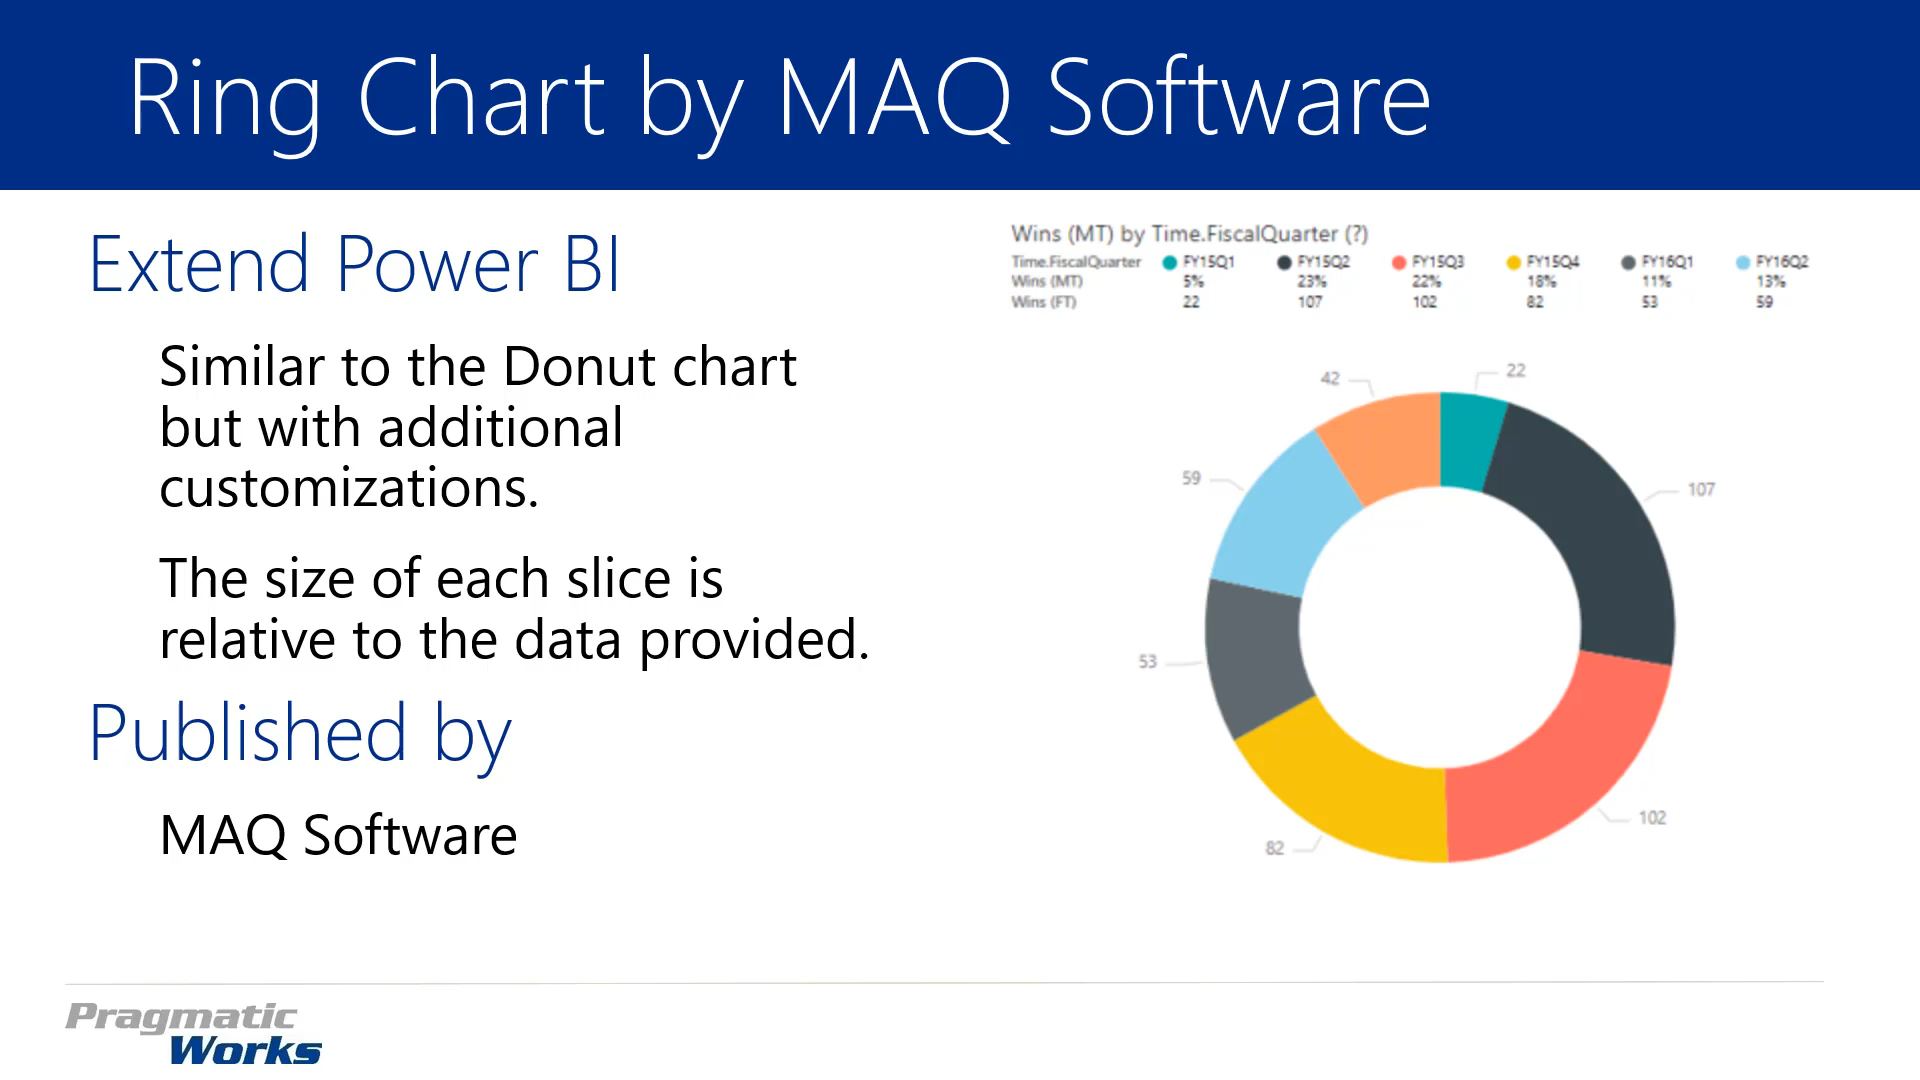 Ring Chart by MAQ Software
Extend Power BI
Similar to the Donut chart
but with additional
customizations.
The size of each slice is
relative to the data provided.
Published by
MAQ Software
Wins (MT) by Time.FiscalQuarter (?)
Time.FiscalQuarter FY15Q1 FY15Q2 FY15Q3 FY15Q4 FY16Q1 FY16Q2
Wins (MT) 5% 23% 22% 18% 11% 13%
Wins (FT) 22 107 102 82 53 59
22
42
59
107
53
102
82
Pragmatic
Works